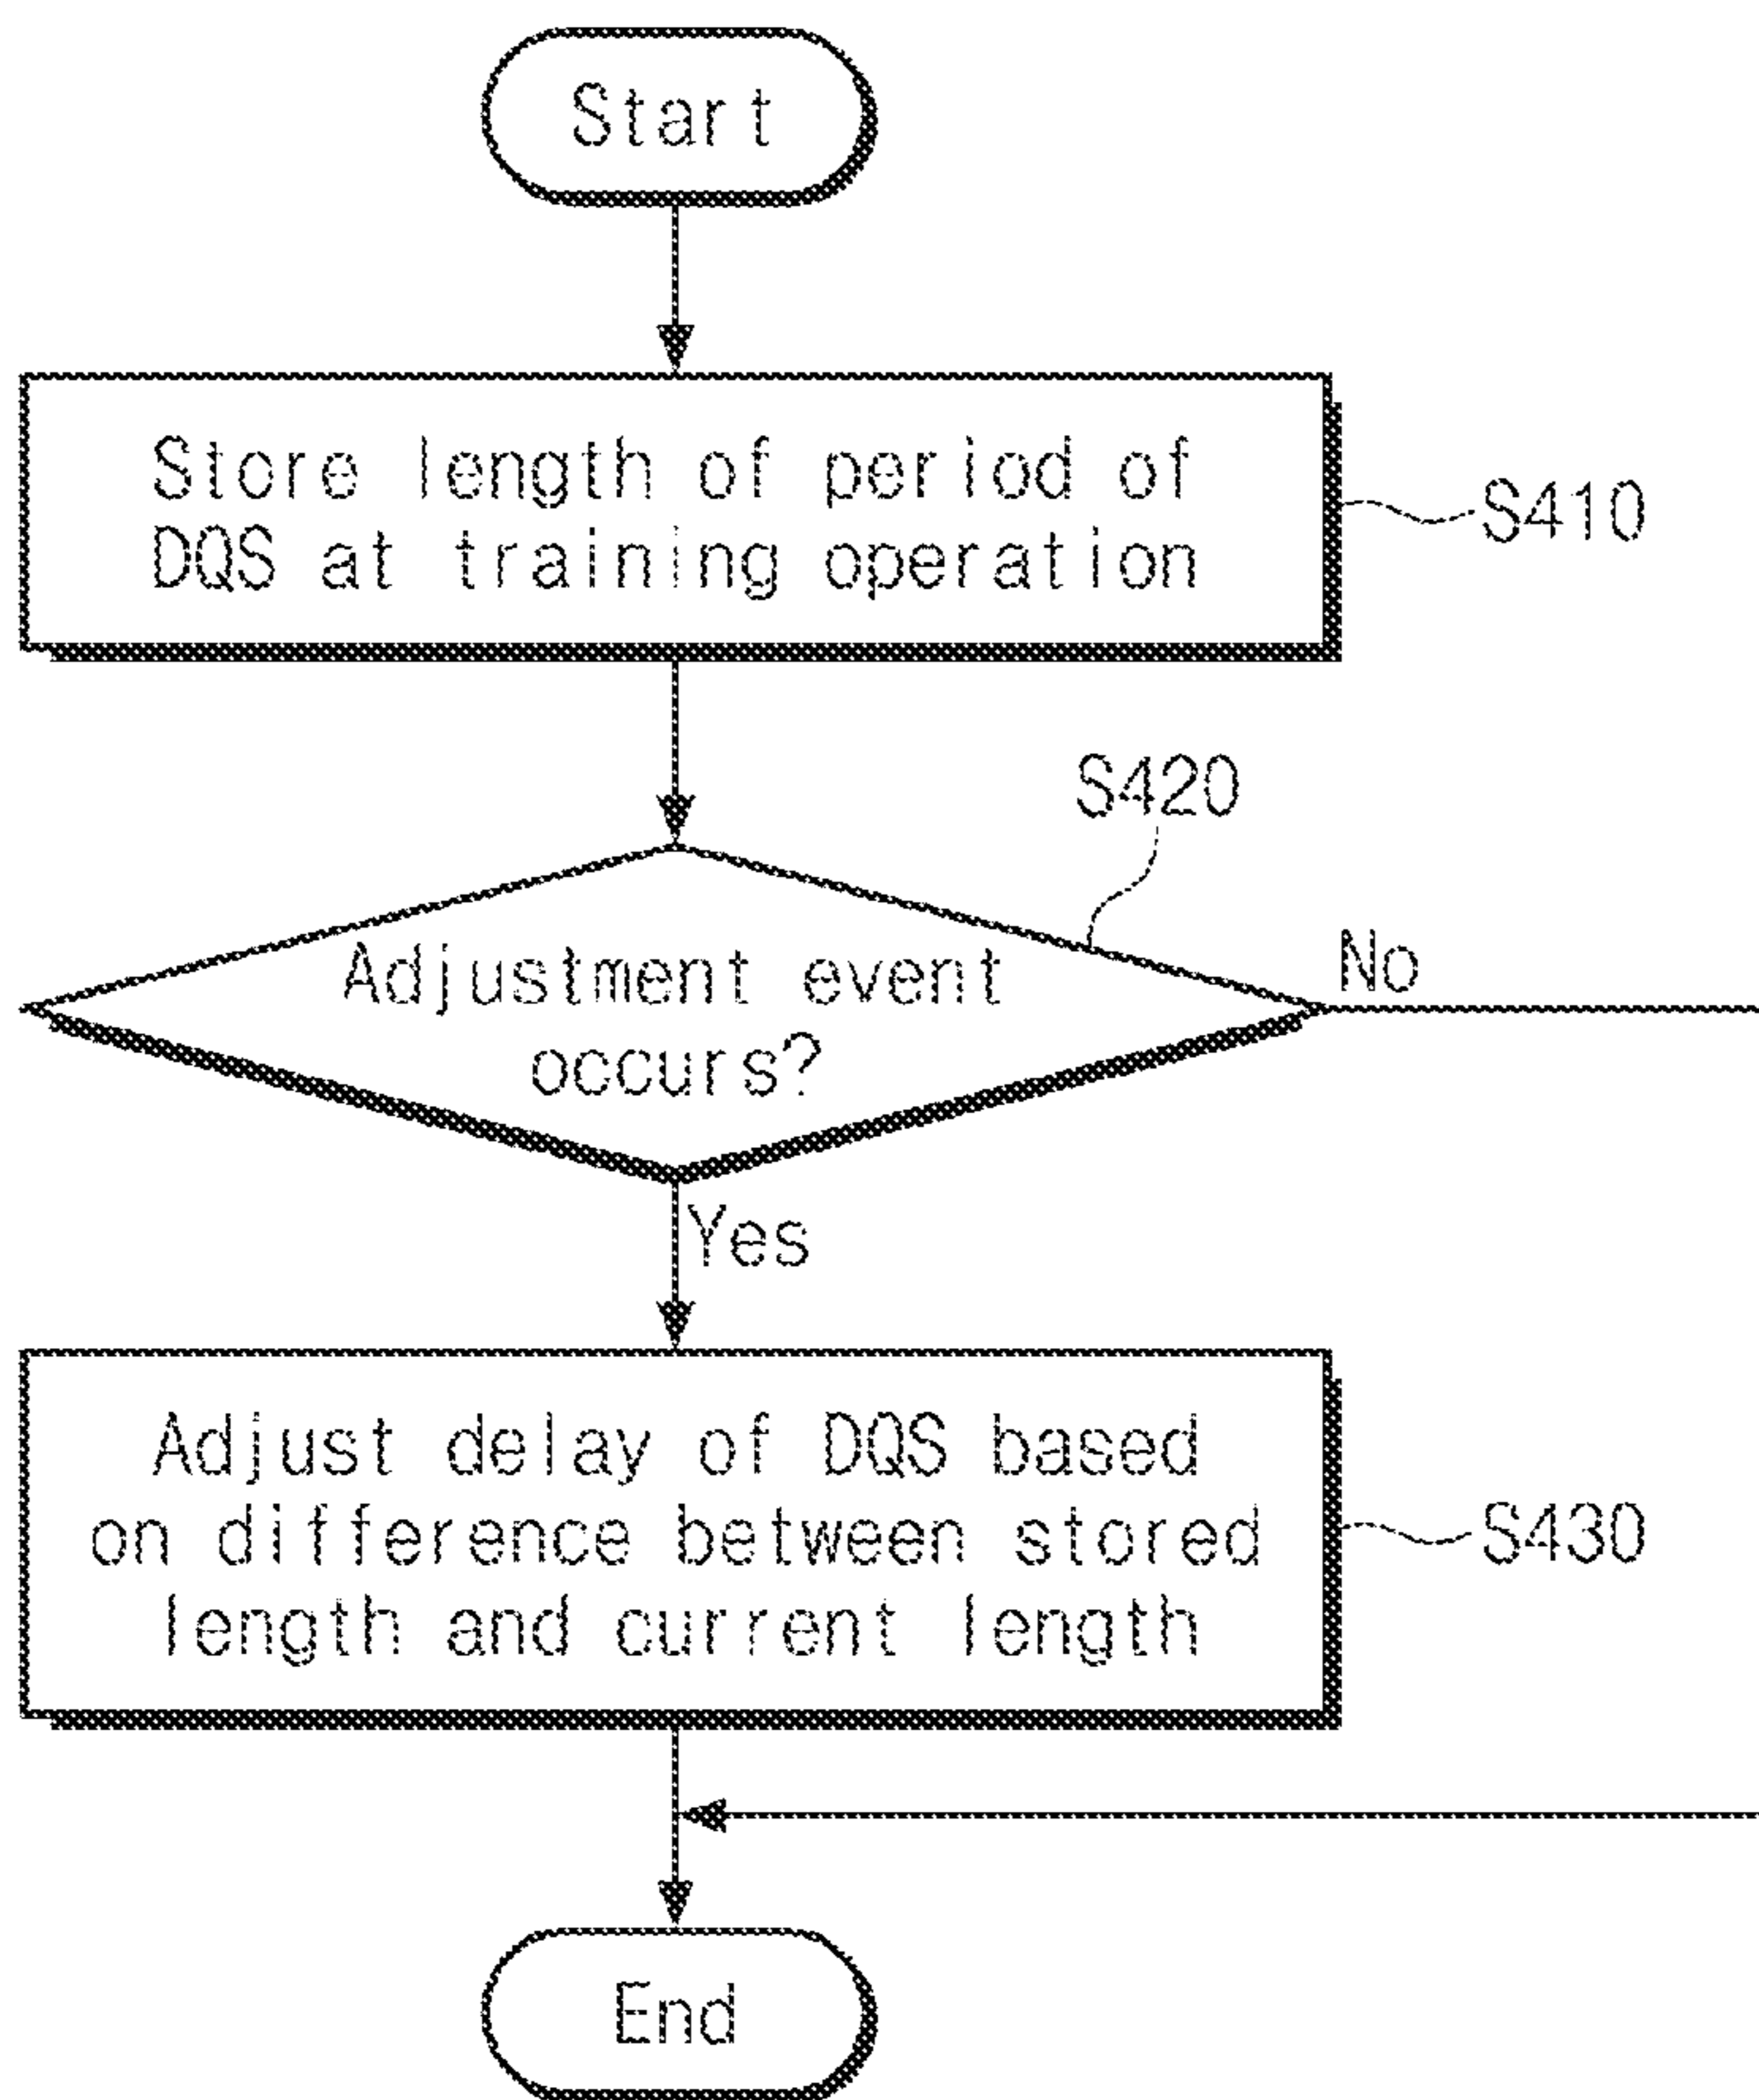 Start
Store length of period of
DQS at training operation
S410
S420
Adjustment event
occurs?
No
Yes
Adjust delay of DQS based
on difference between stored
length and current length
S430
End